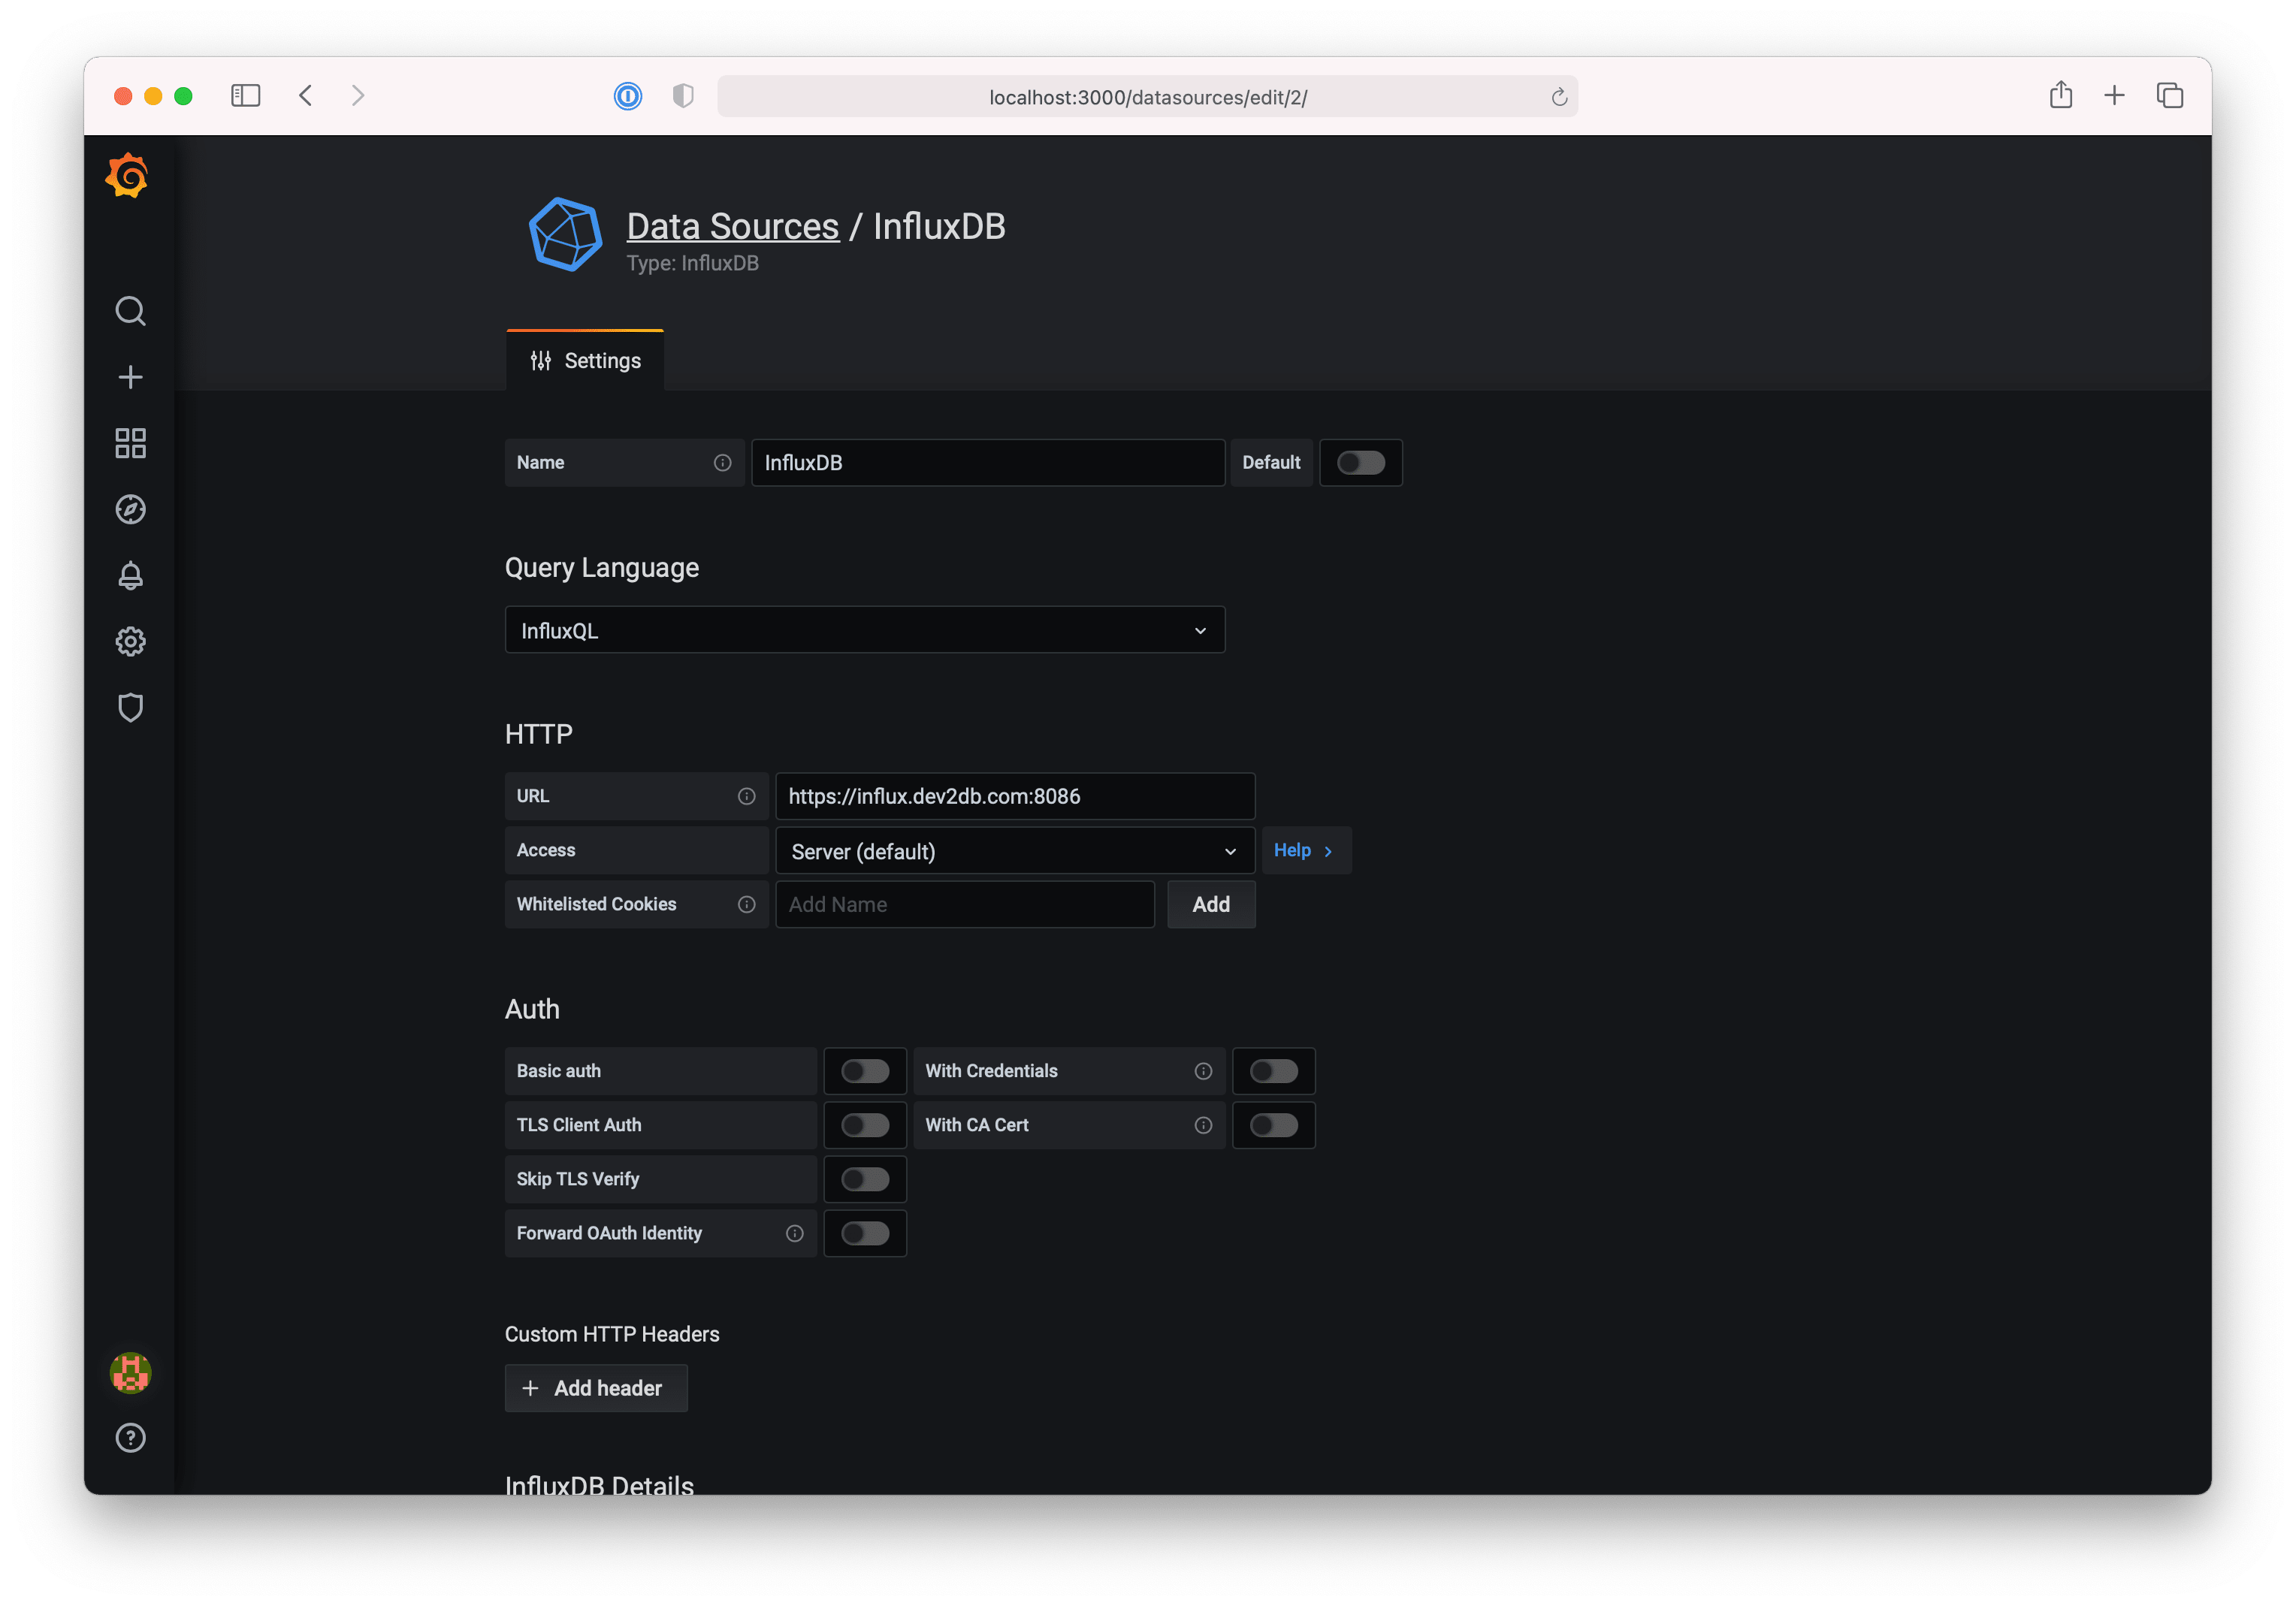 localhost:3000/datasources/edit/2/
Data Sources / InfluxDB
Type: InfluxDB
Settings
Name InfluxDB Default
Query Language
InfluxQL
HTTP
URL https://influx.dev2db.com:8086
Access Server (default) Help
Whitelisted Cookies Add Name Add
Auth
Basic auth With Credentials
TLS Client Auth With CA Cert
Skip TLS Verify
Forward OAuth Identity
Custom HTTP Headers
Add header
InfluxDB Details